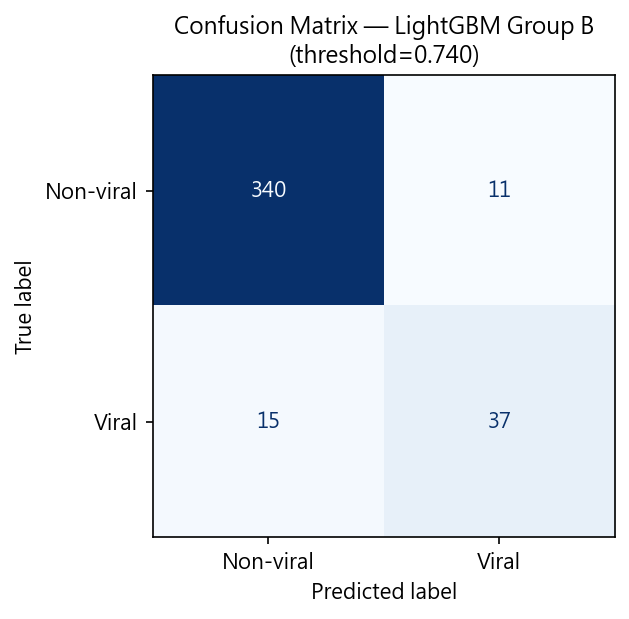 Confusion Matrix — LightGBM Group B
(threshold=0.740)
True label
Non-viral
340
11
Viral
15
37
Non-viral
Viral
Predicted label